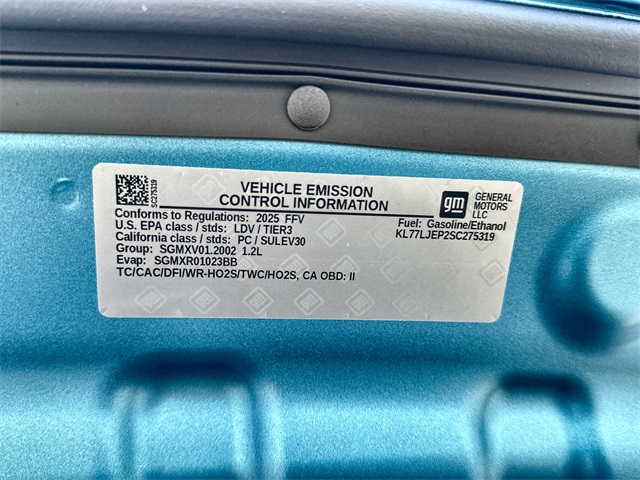 SC275319
VEHICLE EMISSION
CONTROL INFORMATION
gm
GENERAL
MOTORS
LLC
Conforms to Regulations: 2025 FFV
Fuel: Gasoline/Ethanol
U.S. EPA class / stds: LDV / TIER3
KL77LJEP2SC275319
California class / stds: PC / SULEV30
Group: SGMXV01.2002 1.2L
Evap: SGMXR01023BB
TC/CAC/DFI/WR-HO2S/TWC/HO2S, CA OBD: II